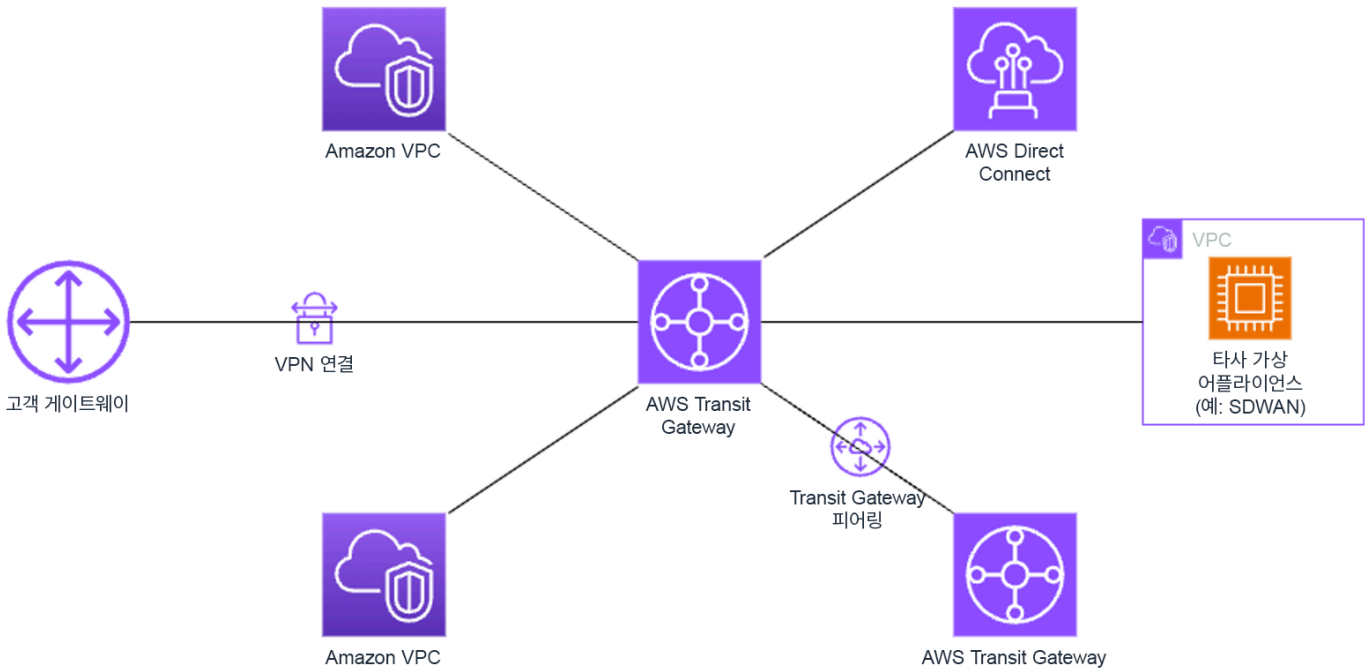 Amazon VPC
AWS Direct
Connect
VPC
타사 가상
어플라이언스
(예: SDWAN)
VPN 연결
고객 게이트웨이
AWS Transit
Gateway
Transit Gateway
피어링
Amazon VPC
AWS Transit Gateway